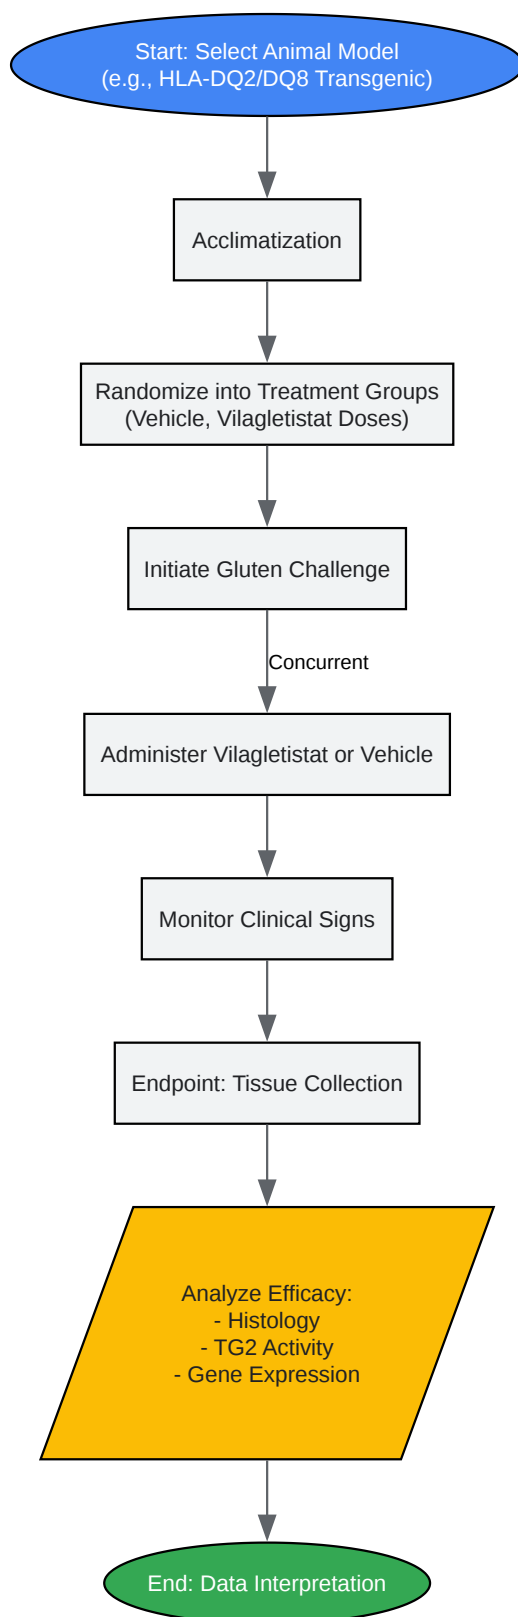 Start: Select Animal Model
(e.g., HLA-DQ2/DQ8 Transgenic)
Acclimatization
Randomize into Treatment Groups
(Vehicle, Vilagletistat Doses)
Initiate Gluten Challenge
Concurrent
Administer Vilagletistat or Vehicle
Monitor Clinical Signs
Endpoint: Tissue Collection
Analyze Efficacy:
- Histology
- TG2 Activity
- Gene Expression
End: Data Interpretation